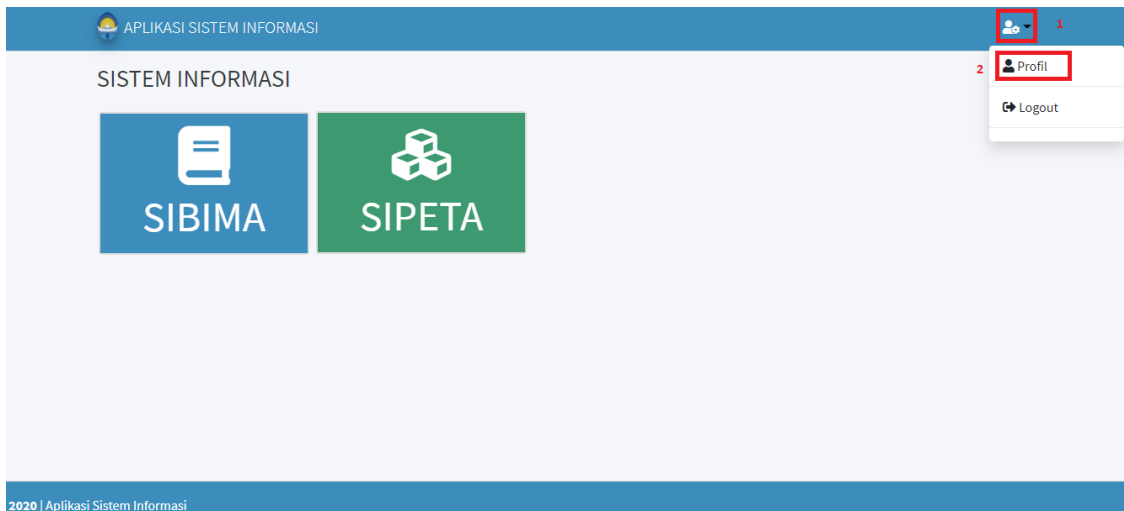 APLIKASI SISTEM INFORMASI
1
SISTEM INFORMASI
2
Profil
Logout
SIBIMA
SIPETA
2020 | Aplikasi Sistem Informasi